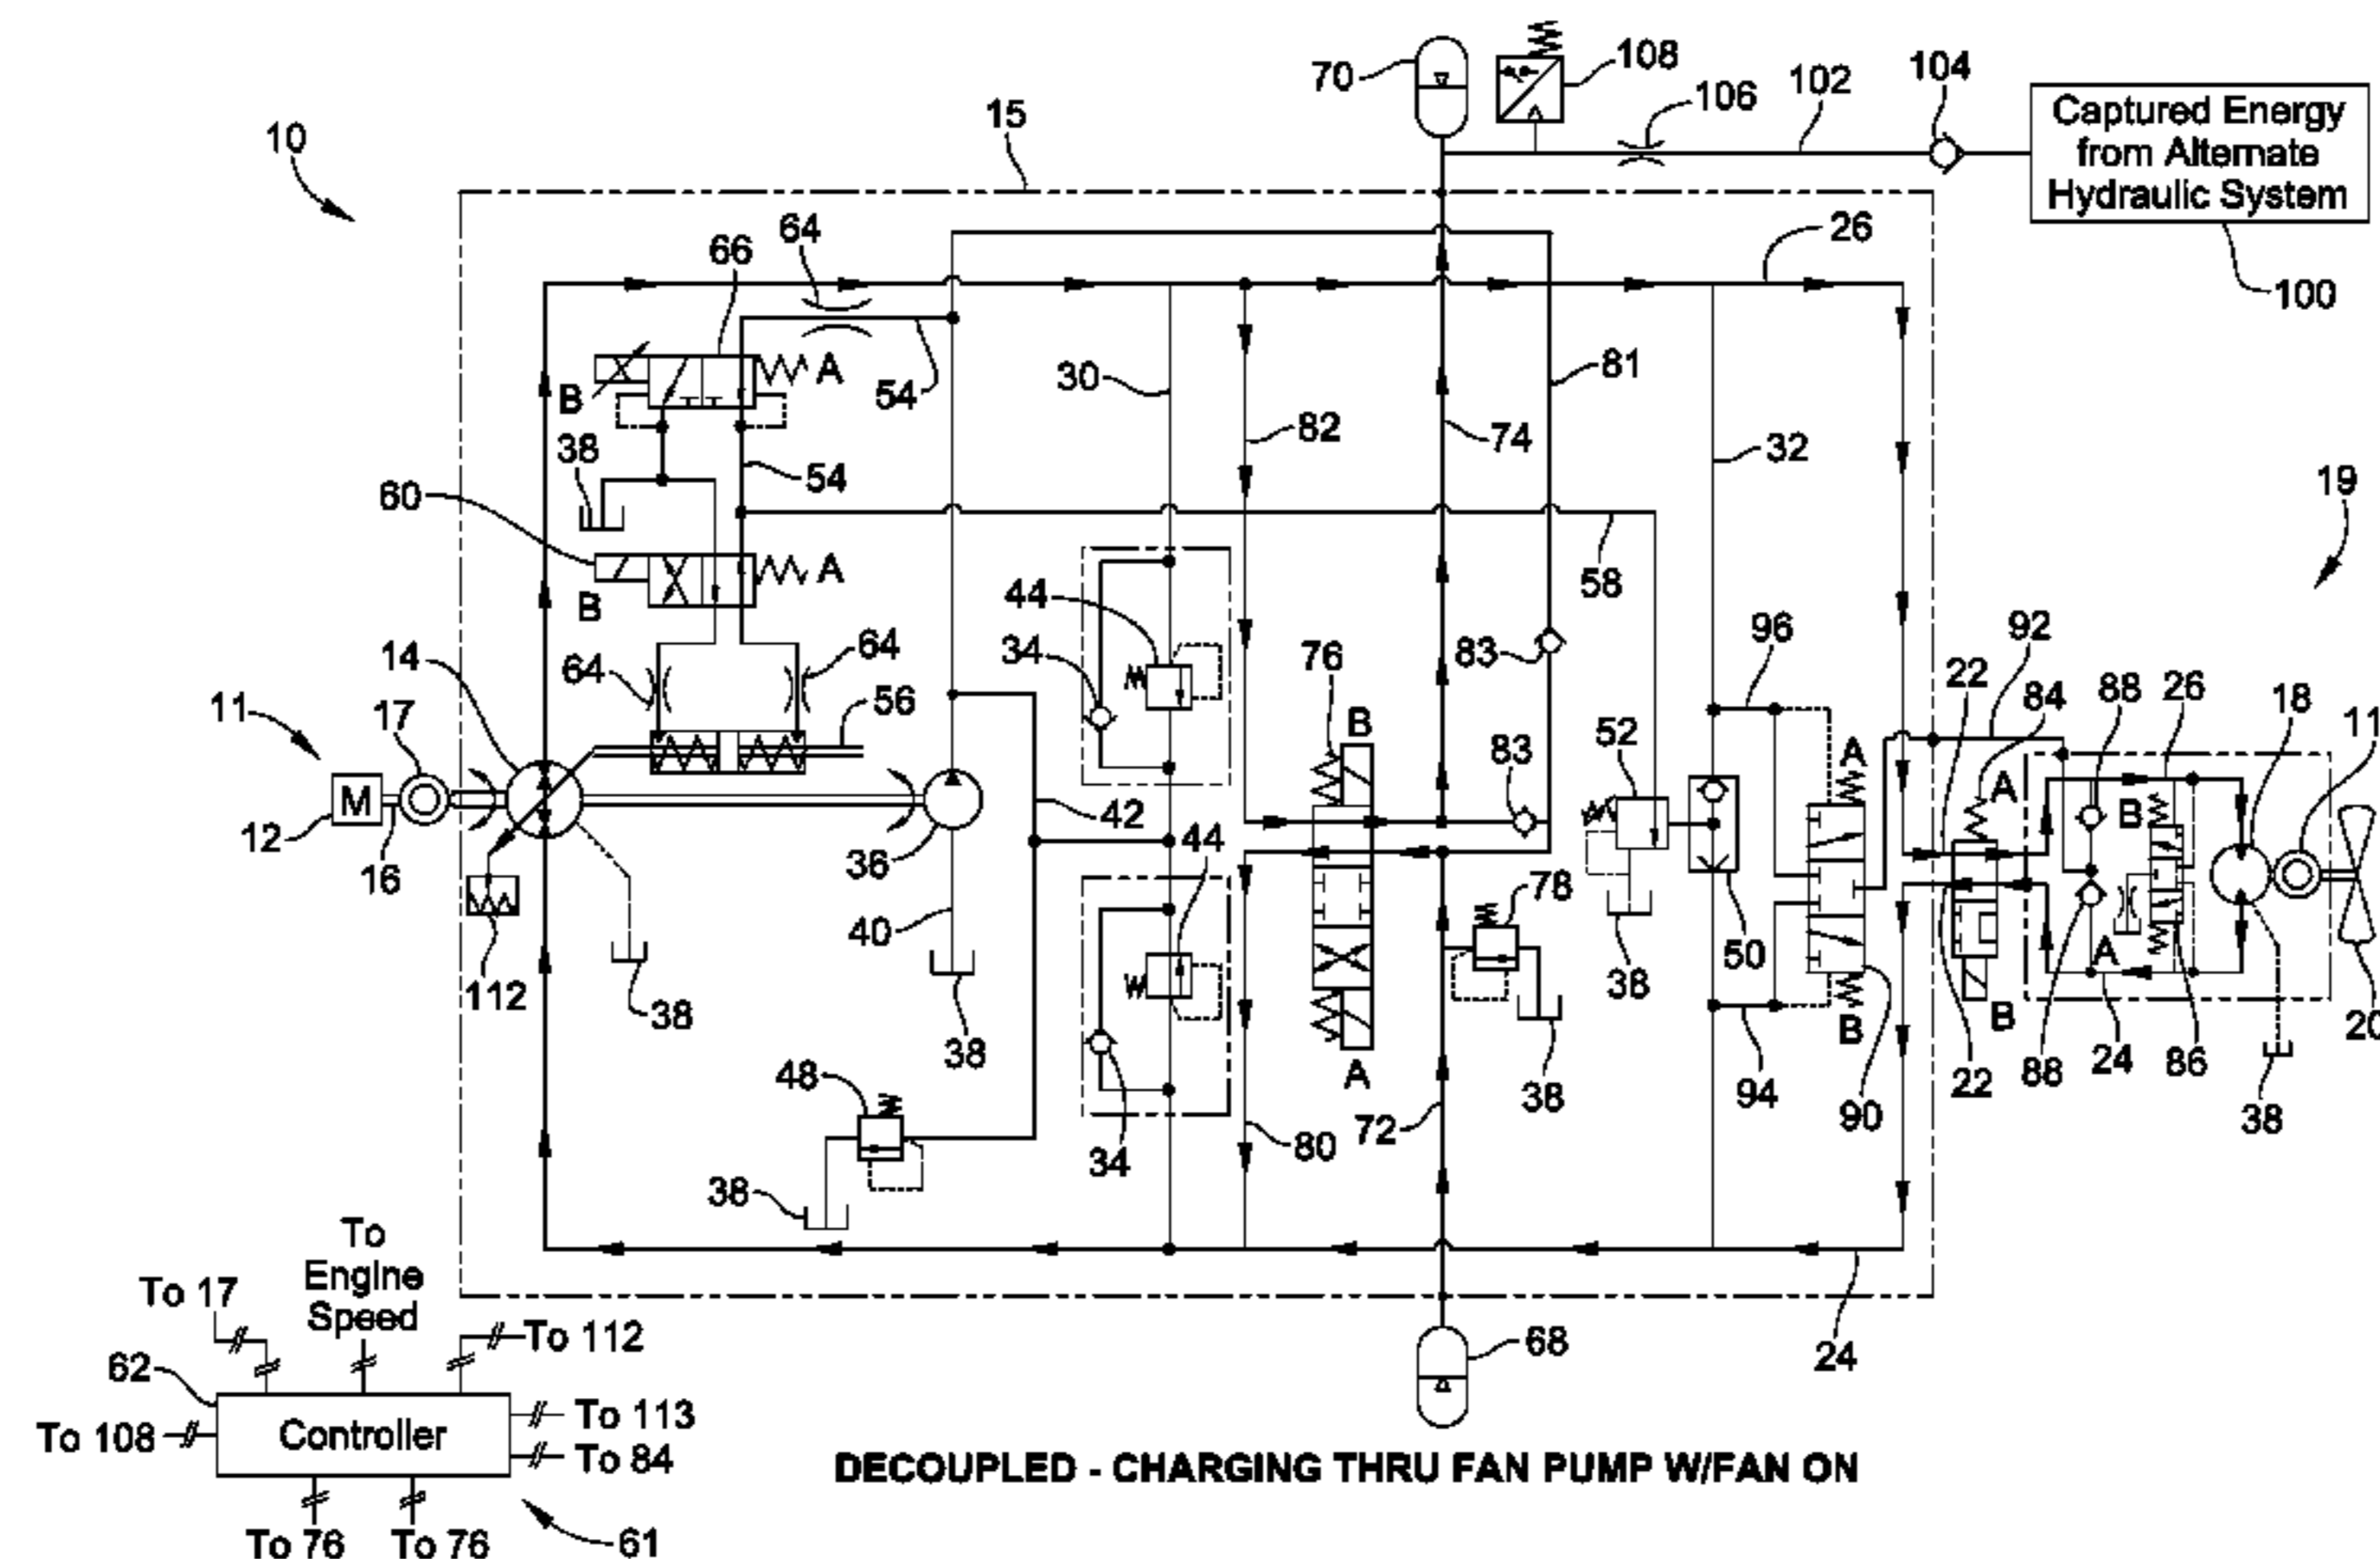 70
108
104
102
106
Captured Energy
from Alternate
Hydraulic System
10
15
64
66
26
100
A
B
54
30
81
82
74
32
38
54
60
19
A
58
B
44
96
92
14
64
34
83
76
22
88
26
18
64
56
84
11
17
11
B
83
52
A
A
M
42
B
12
16
36
44
78
40
50
A
112
38
38
B
B
20
38
88
24
86
48
A
38
22
94
90
38
34
80
72
38
To
Engine
Speed
To 17
To 112
68
24
62
To 113
To 108
Controller
To 84
DECOUPLED - CHARGING THRU FAN PUMP W/FAN ON
To 76
To 76
61